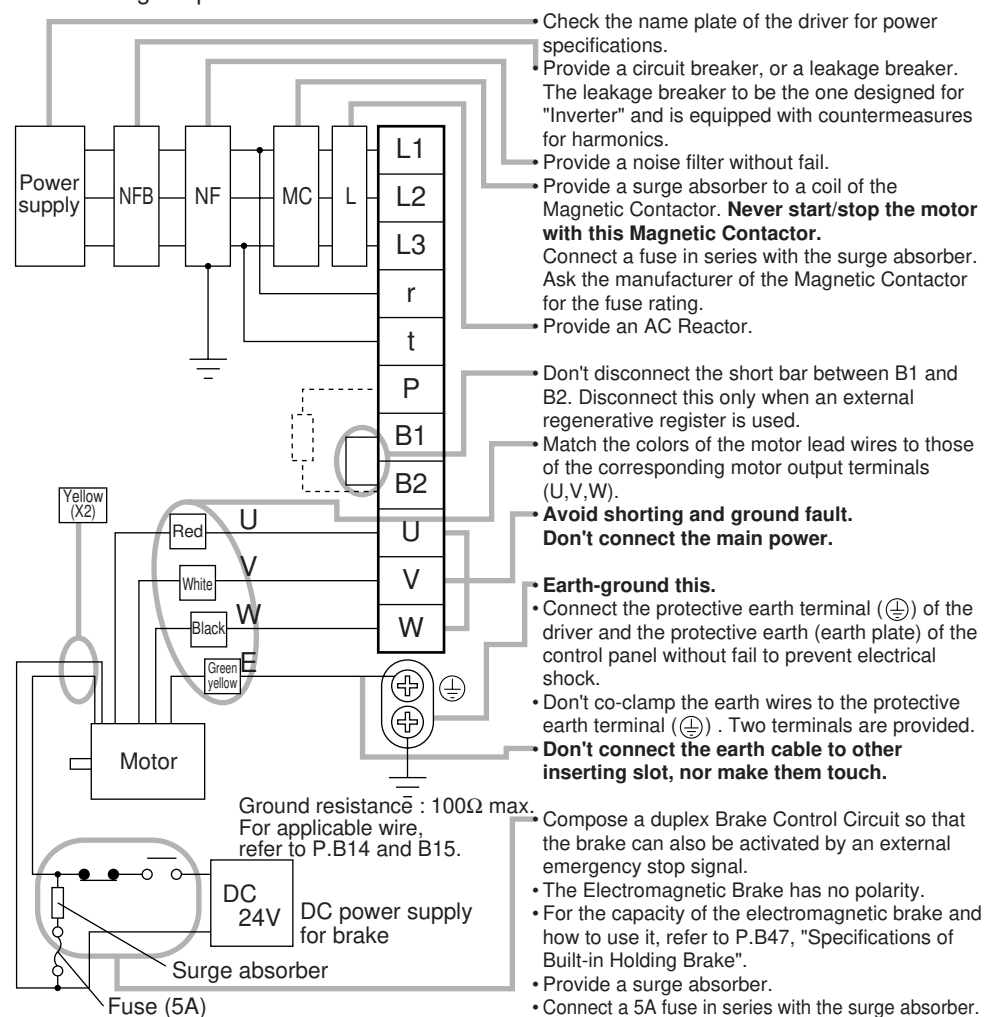 • Check the name plate of the driver for power
specifications.
• Provide a circuit breaker, or a leakage breaker.
The leakage breaker to be the one designed for
"Inverter" and is equipped with countermeasures
for harmonics.
• Provide a noise filter without fail.
• Provide a surge absorber to a coil of the
Magnetic Contactor. Never start/stop the motor
with this Magnetic Contactor.
Connect a fuse in series with the surge absorber.
Ask the manufacturer of the Magnetic Contactor
for the fuse rating.
• Provide an AC Reactor.
• Don't disconnect the short bar between B1 and
B2. Disconnect this only when an external
regenerative register is used.
• Match the colors of the motor lead wires to those
of the corresponding motor output terminals
(U,V,W).
• Avoid shorting and ground fault.
Don't connect the main power.
• Earth-ground this.
• Connect the protective earth terminal (⏚) of the
driver and the protective earth (earth plate) of the
control panel without fail to prevent electrical
shock.
• Don't co-clamp the earth wires to the protective
earth terminal (⏚) . Two terminals are provided.
• Don't connect the earth cable to other
inserting slot, nor make them touch.
• Compose a duplex Brake Control Circuit so that
the brake can also be activated by an external
emergency stop signal.
• The Electromagnetic Brake has no polarity.
• For the capacity of the electromagnetic brake and
how to use it, refer to P.B47, "Specifications of
Built-in Holding Brake".
• Provide a surge absorber.
• Connect a 5A fuse in series with the surge absorber.
Power
supply
NFB
NF
MC
L
L1
L2
L3
r
t
P
B1
B2
U
V
W
Yellow
(X2)
Red
U
White
V
Black
W
Green
yellow
E
Motor
Ground resistance : 100Ω max.
For applicable wire,
refer to P.B14 and B15.
DC
24V
DC power supply
for brake
Surge absorber
Fuse (5A)